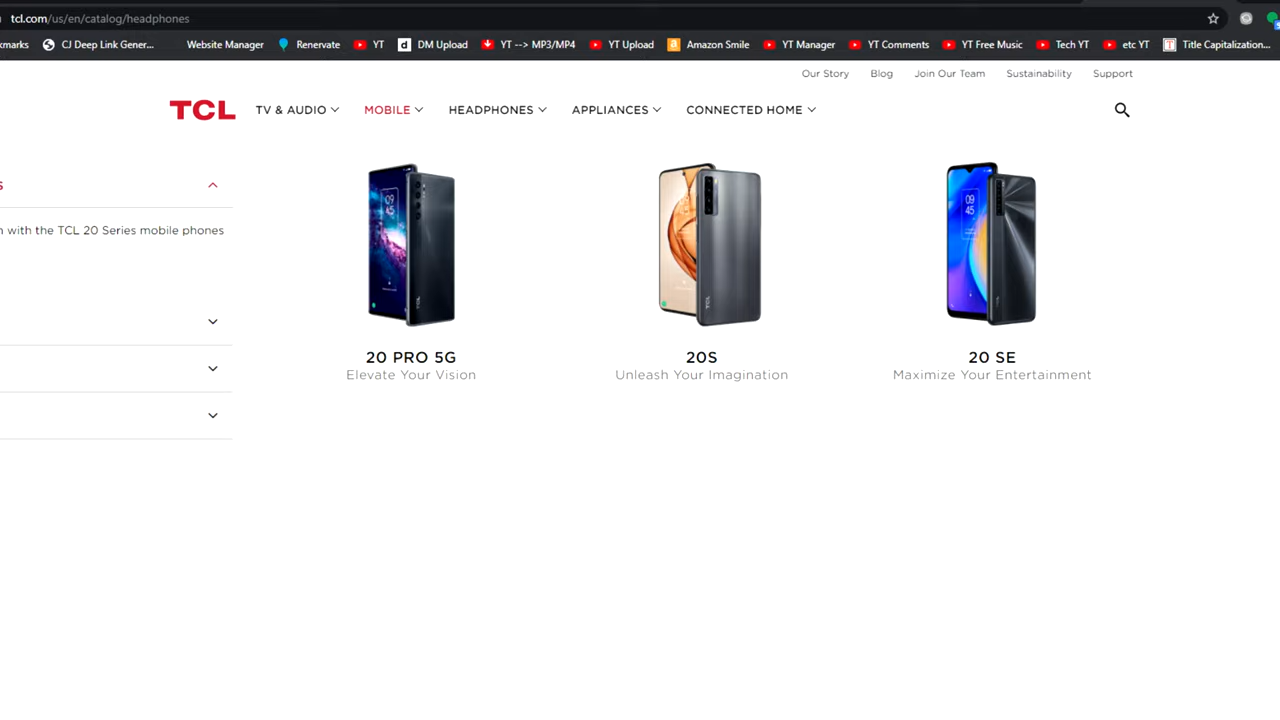 tcl.com/us/en/catalog/headphones
kmarks CJ Deep Link Gener... Website Manager Renervate YT DM Upload YT --> MP3/MP4 YT Upload Amazon Smile YT Manager YT Comments YT Free Music Tech YT etc YT Title Capitalization...
Our Story Blog Join Our Team Sustainability Support
TCL TV & AUDIO MOBILE HEADPHONES APPLIANCES CONNECTED HOME
S
n with the TCL 20 Series mobile phones
20 PRO 5G
Elevate Your Vision
20S
Unleash Your Imagination
20 SE
Maximize Your Entertainment